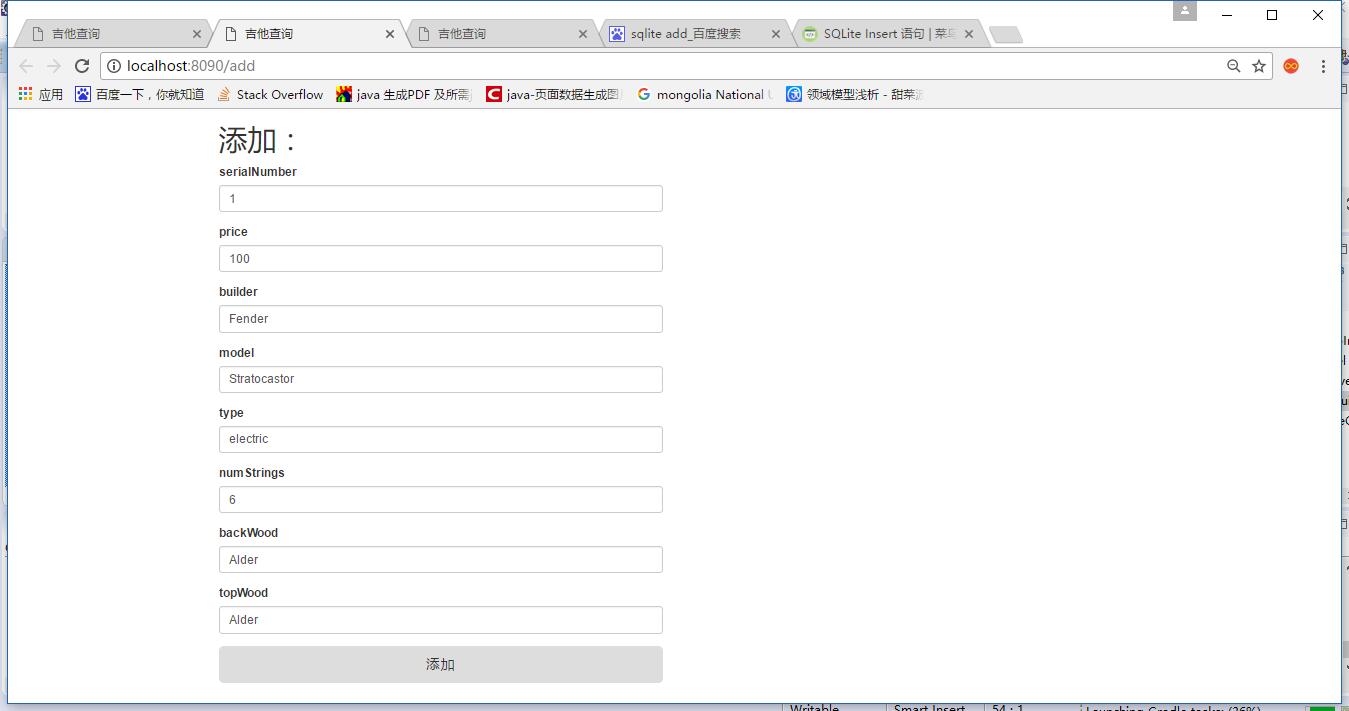 吉他查询
吉他查询
吉他查询
sqlite add_百度搜索
SQLite Insert 语句 | 菜鸟
localhost:8090/add
应用
百度一下，你就知道
Stack Overflow
java 生成PDF 及所需
java-页面数据生成图
mongolia National U
领域模型浅析 - 甜菜
添加：
serialNumber
1
price
100
builder
Fender
model
Stratocastor
type
electric
numStrings
6
backWood
Alder
topWood
Alder
添加
Writable
Smart Insert
54 : 1
Launching Gradle tasks: (36%)